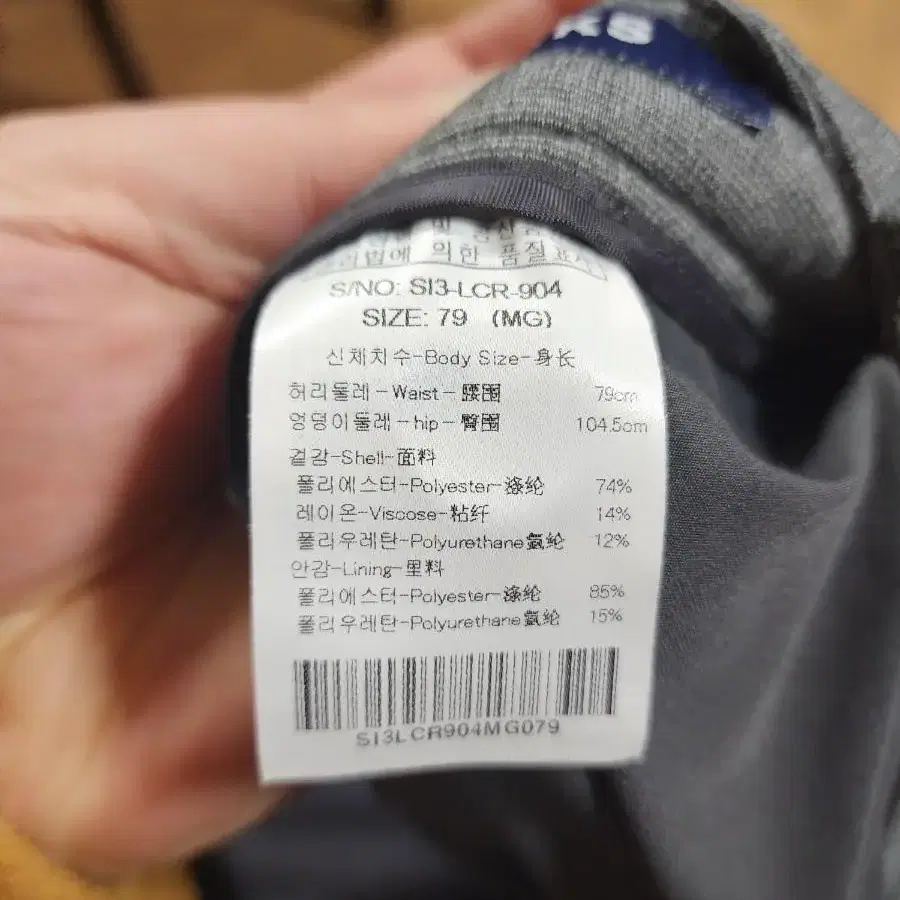 KS
리법에 의한 품질표시
S/NO: SI3-LCR-904
SIZE: 79 (MG)
신체치수-Body Size-身长
허리둘레-Waist-腰围 79cm
엉덩이둘레-hip-臀围 104.5cm
겉감-Shell-面料
폴리에스터-Polyester-涤纶 74%
레이온-Viscose-粘纤 14%
폴리우레탄-Polyurethane氨纶 12%
안감-Lining-里料
폴리에스터-Polyester-涤纶 85%
폴리우레탄-Polyurethane氨纶 15%
SI3LCR904MG079